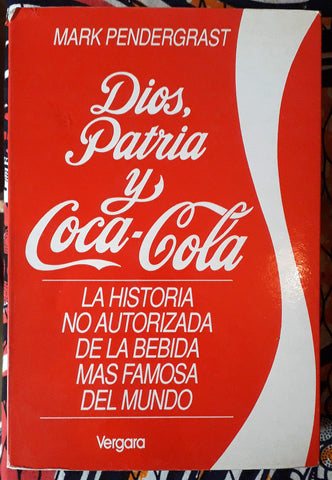 MARK PENDERGRAST
Dios,
Patria
y
Coca-Cola
LA HISTORIA
NO AUTORIZADA
DE LA BEBIDA
MAS FAMOSA
DEL MUNDO
Vergara